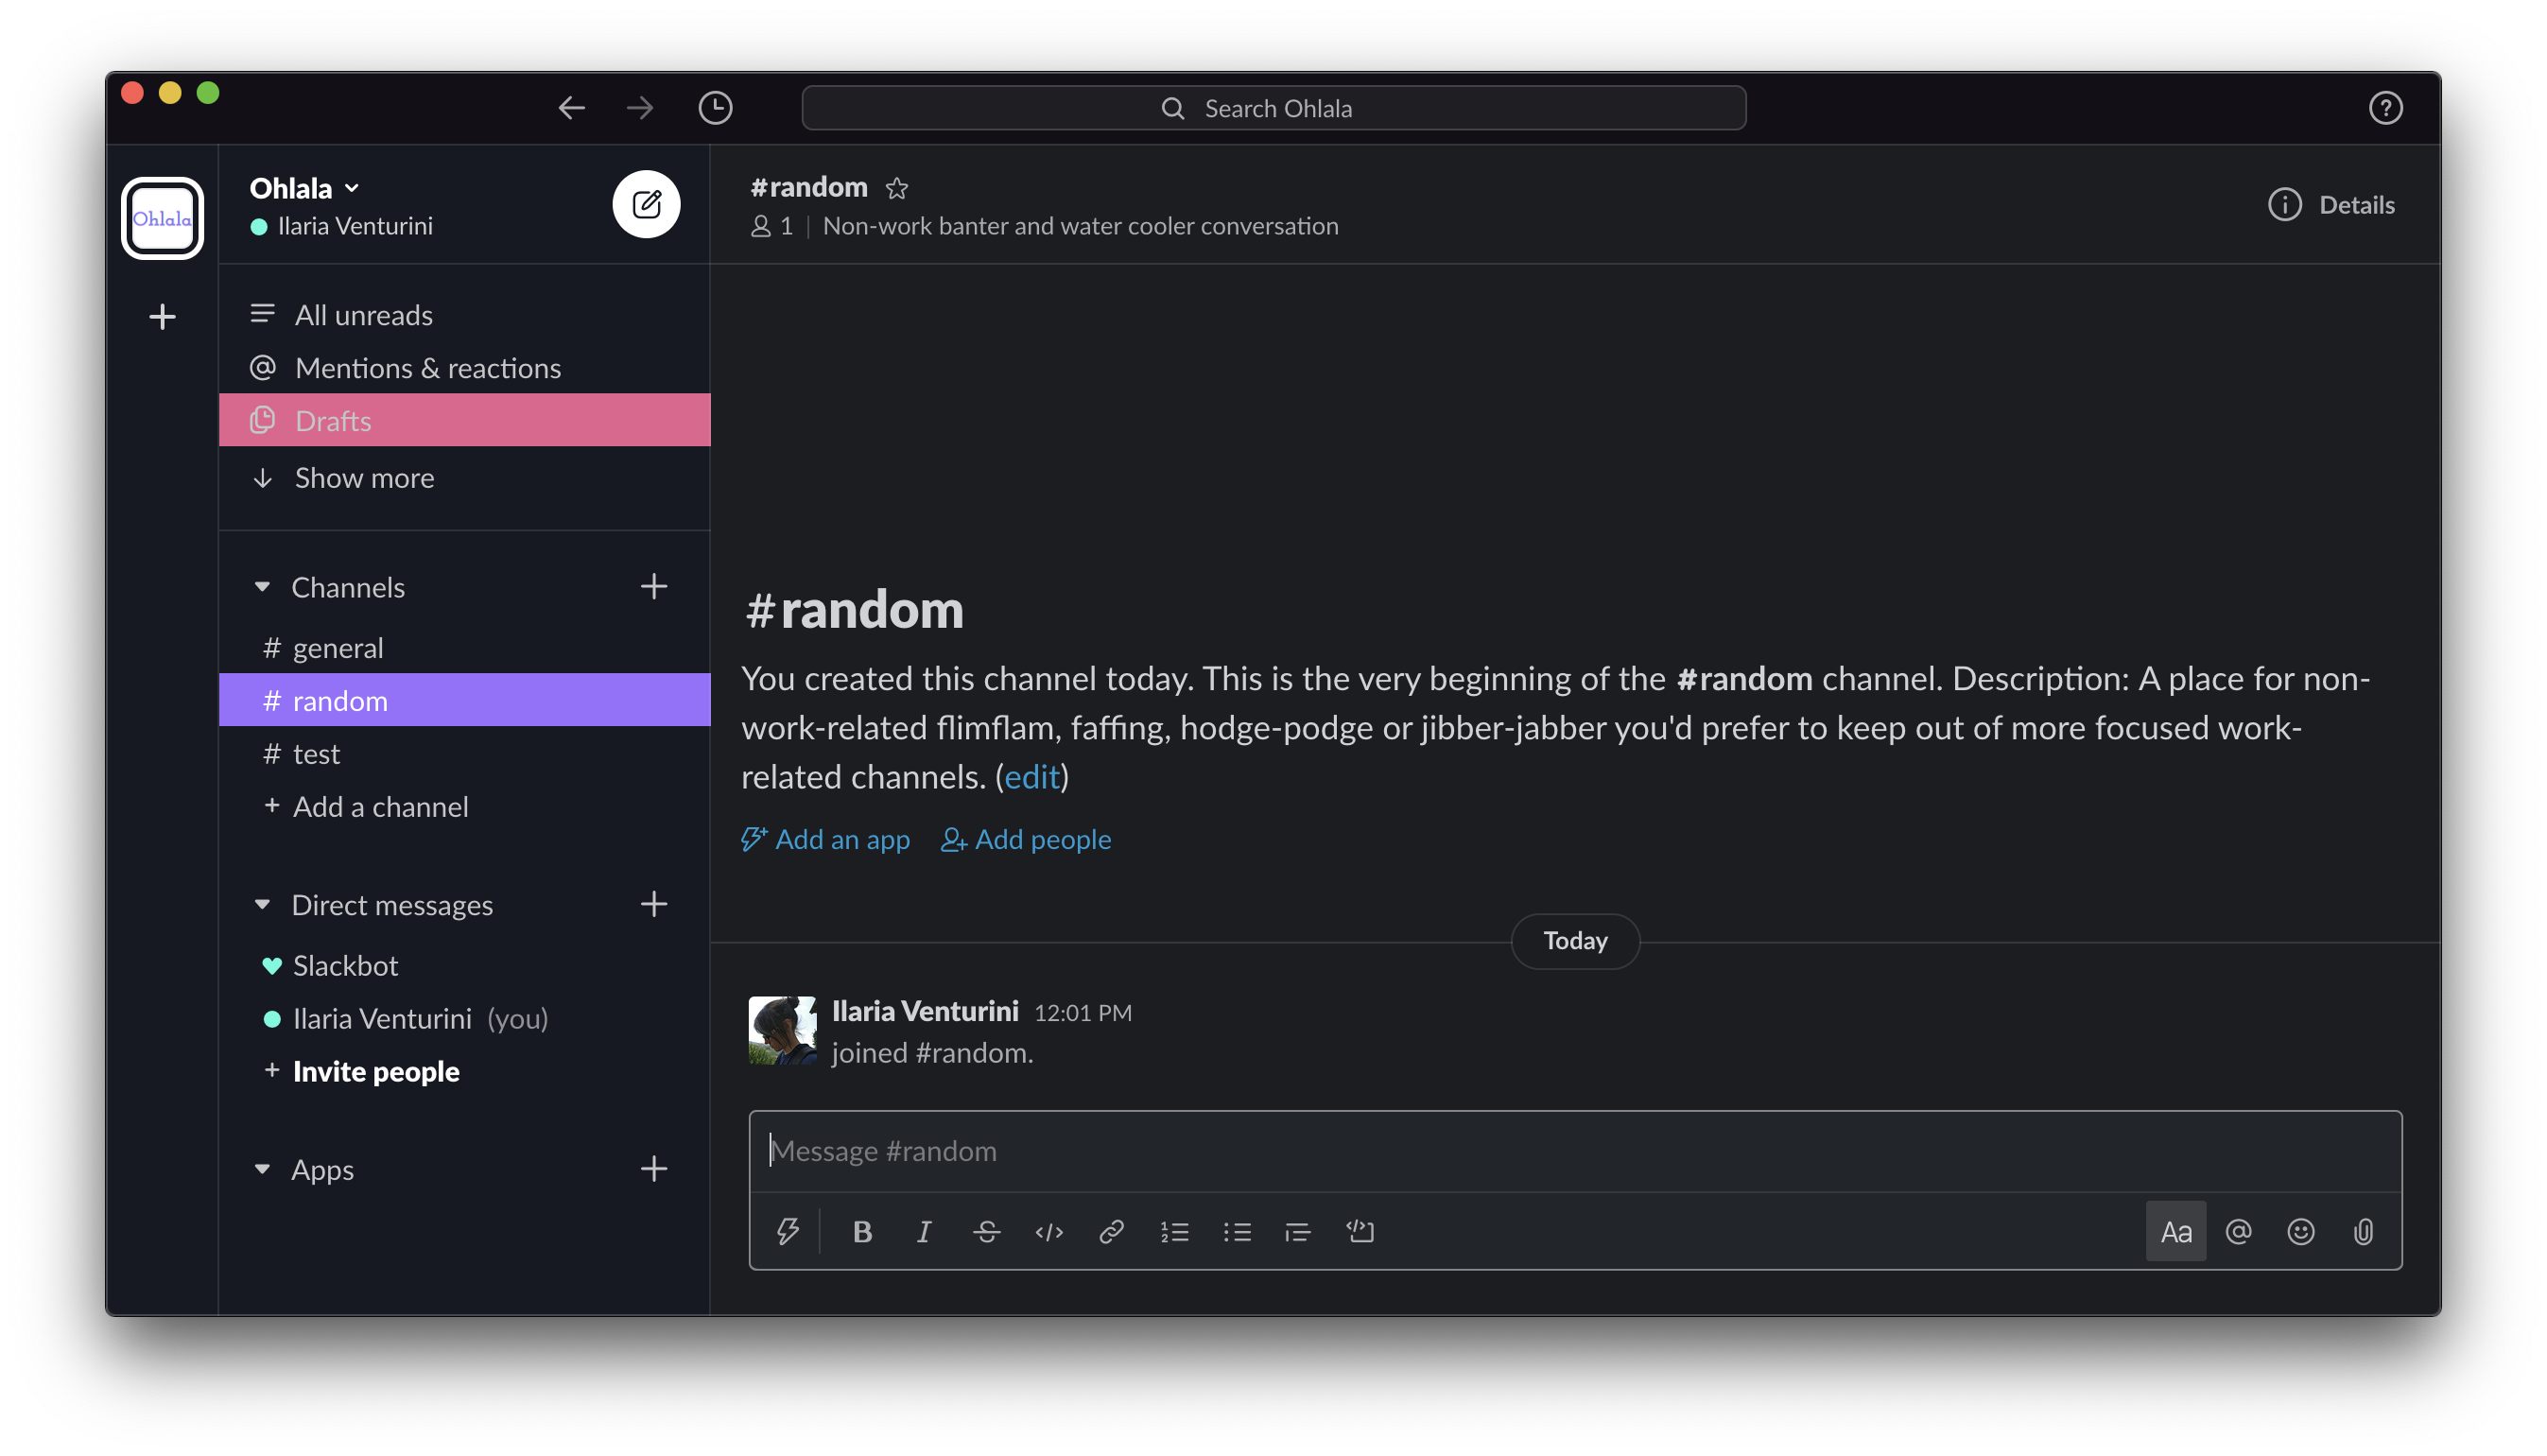 Search Ohlala
?
Ohlala
Ohlala
Ilaria Venturini
#random
1 | Non-work banter and water cooler conversation
Details
All unreads
@ Mentions & reactions
Drafts
Show more
Channels +
# general
# random
# test
+ Add a channel
Direct messages +
Slackbot
Ilaria Venturini (you)
+ Invite people
Apps +
#random
You created this channel today. This is the very beginning of the #random channel. Description: A place for non-
work-related flimflam, faffing, hodge-podge or jibber-jabber you'd prefer to keep out of more focused work-
related channels. (edit)
Add an app Add people
Today
Ilaria Venturini 12:01 PM
joined #random.
Message #random
B I S </> Aa @